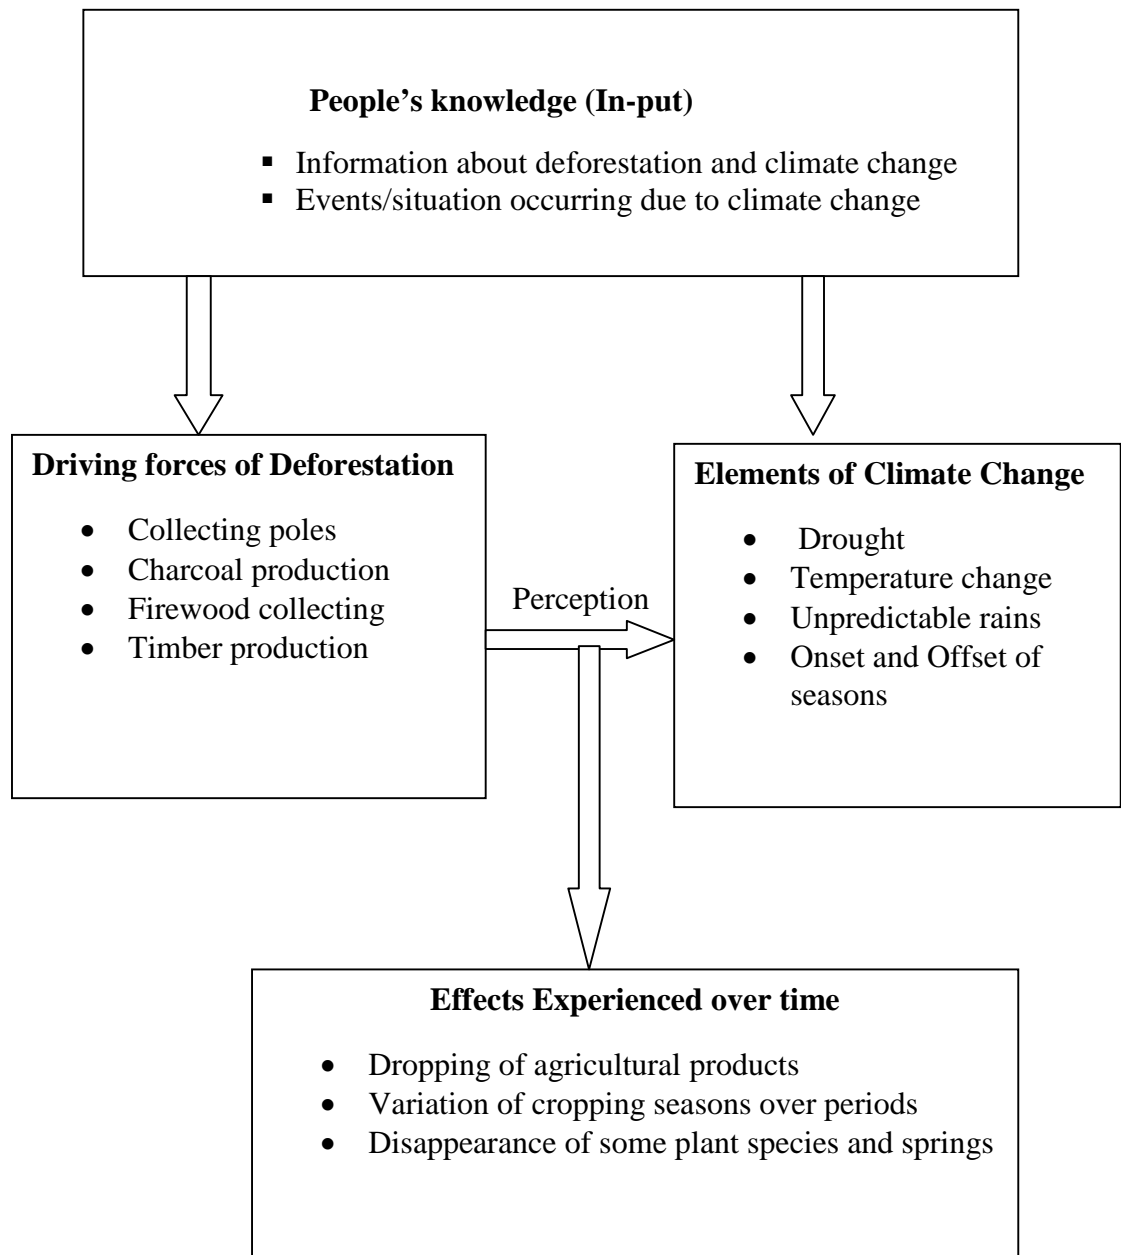 People’s knowledge (In-put)
▪ Information about deforestation and climate change
▪ Events/situation occurring due to climate change
Driving forces of Deforestation
• Collecting poles
• Charcoal production
• Firewood collecting
• Timber production
Perception
Elements of Climate Change
• Drought
• Temperature change
• Unpredictable rains
• Onset and Offset of
seasons
Effects Experienced over time
• Dropping of agricultural products
• Variation of cropping seasons over periods
• Disappearance of some plant species and springs